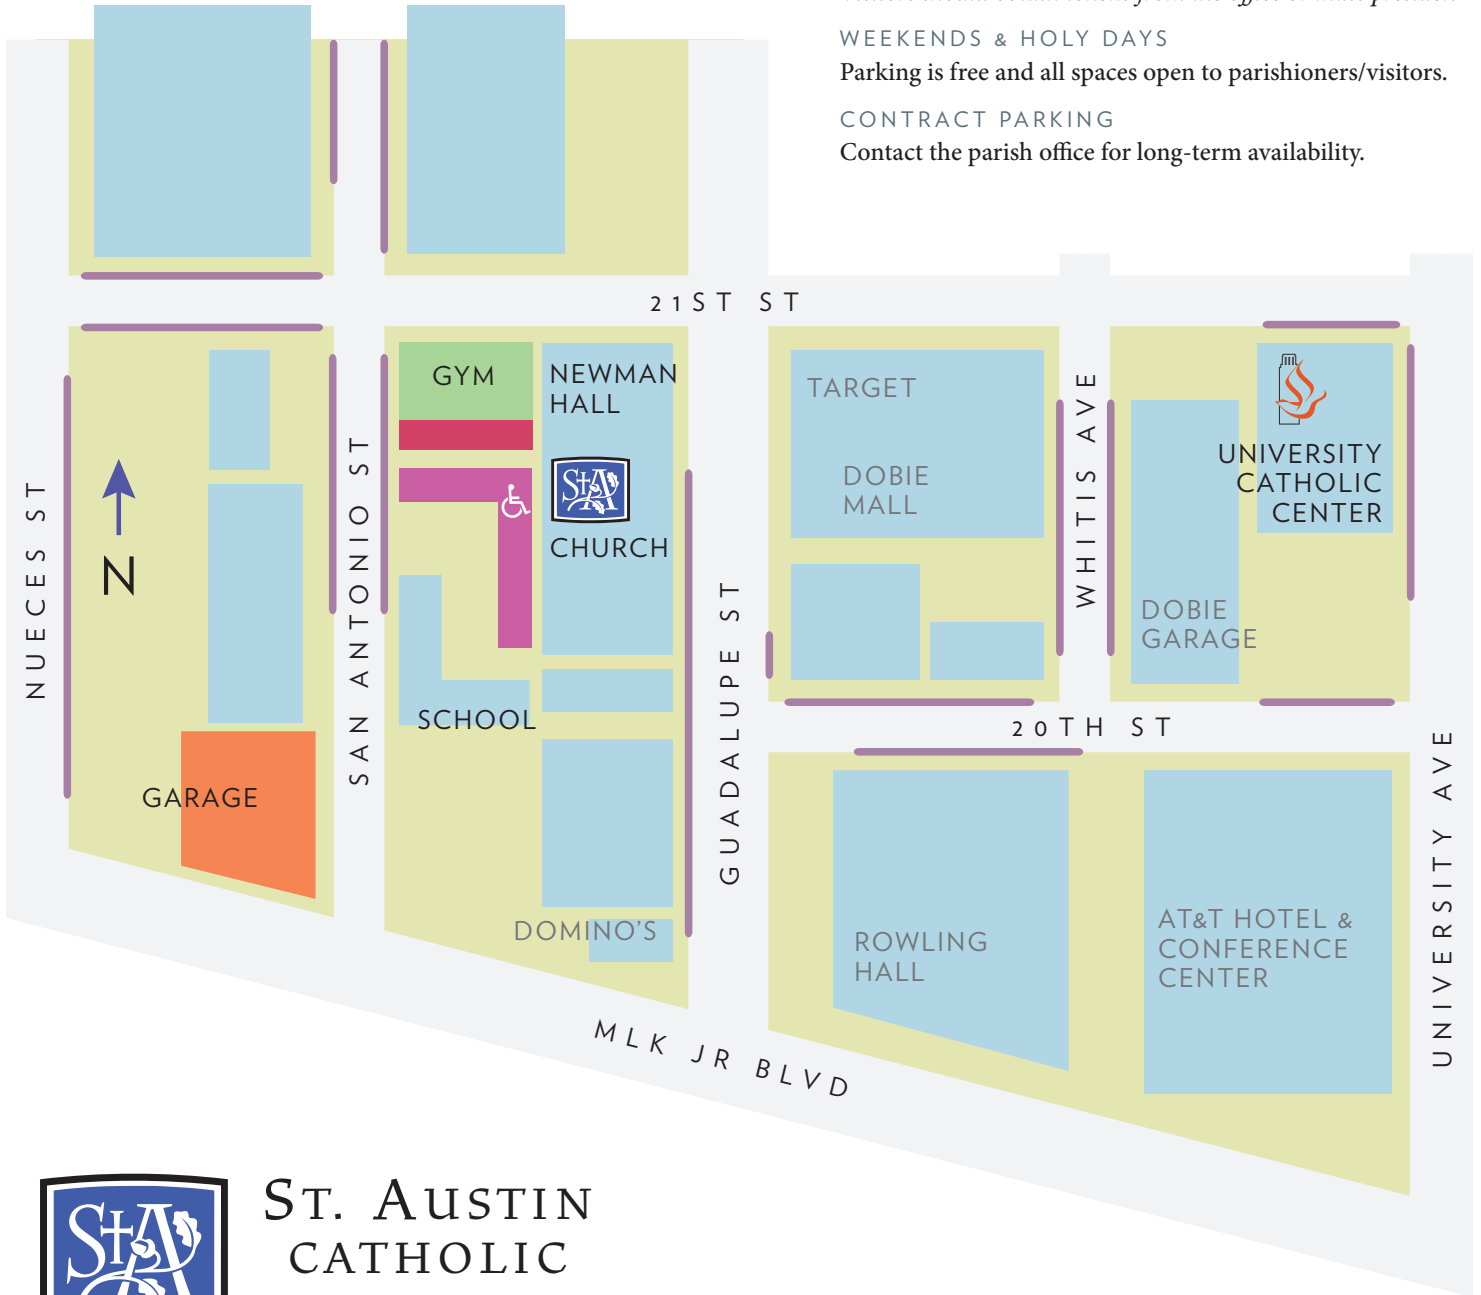 WEEKENDS & HOLY DAYS
Parking is free and all spaces open to parishioners/visitors.
CONTRACT PARKING
Contact the parish office for long-term availability.
21ST ST
GYM
NEWMAN
HALL
CHURCH
SCHOOL
GARAGE
DOMINO'S
TARGET
DOBIE
MALL
DOBIE
GARAGE
UNIVERSITY
CATHOLIC
CENTER
20TH ST
ROWLING
HALL
AT&T HOTEL &
CONFERENCE
CENTER
NUECES ST
N
SAN ANTONIO ST
GUADALUPE ST
WHITIS AVE
UNIVERSITY AVE
MLK JR BLVD
StA
StA
ST. AUSTIN
CATHOLIC